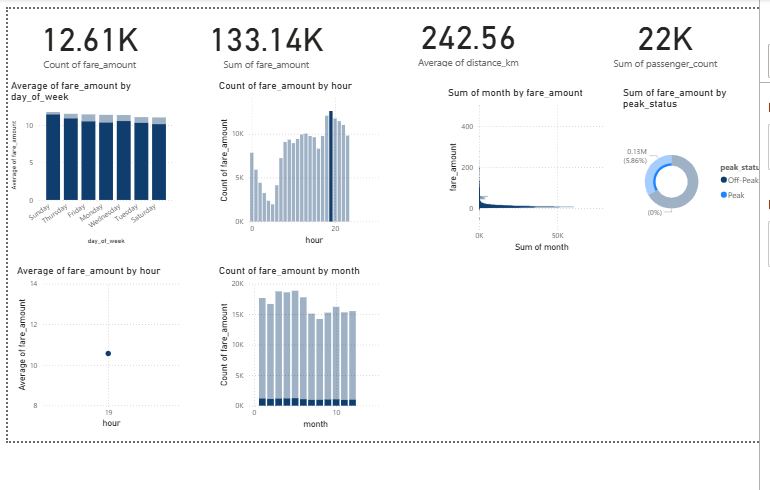 12.61K
Count of fare_amount
133.14K
Sum of fare_amount
242.56
Average of distance_km
22K
Sum of passenger_count
Average of fare_amount by
day_of_week
Average of fare_amount
10
5
0
Sunday
Thursday
Friday
Monday
Wednesday
Tuesday
Saturday
day_of_week
Count of fare_amount by hour
Count of fare_amount
10K
5K
0K
0
20
hour
Sum of month by fare_amount
fare_amount
400
200
0
0K
50K
Sum of month
Sum of fare_amount by
peak_status
0.13M
(5.86%)
(0%)
peak_statu
Off-Peak
Peak
Average of fare_amount by hour
Average of fare_amount
14
12
10
8
19
hour
Count of fare_amount by month
Count of fare_amount
20K
15K
10K
5K
0K
0
10
month